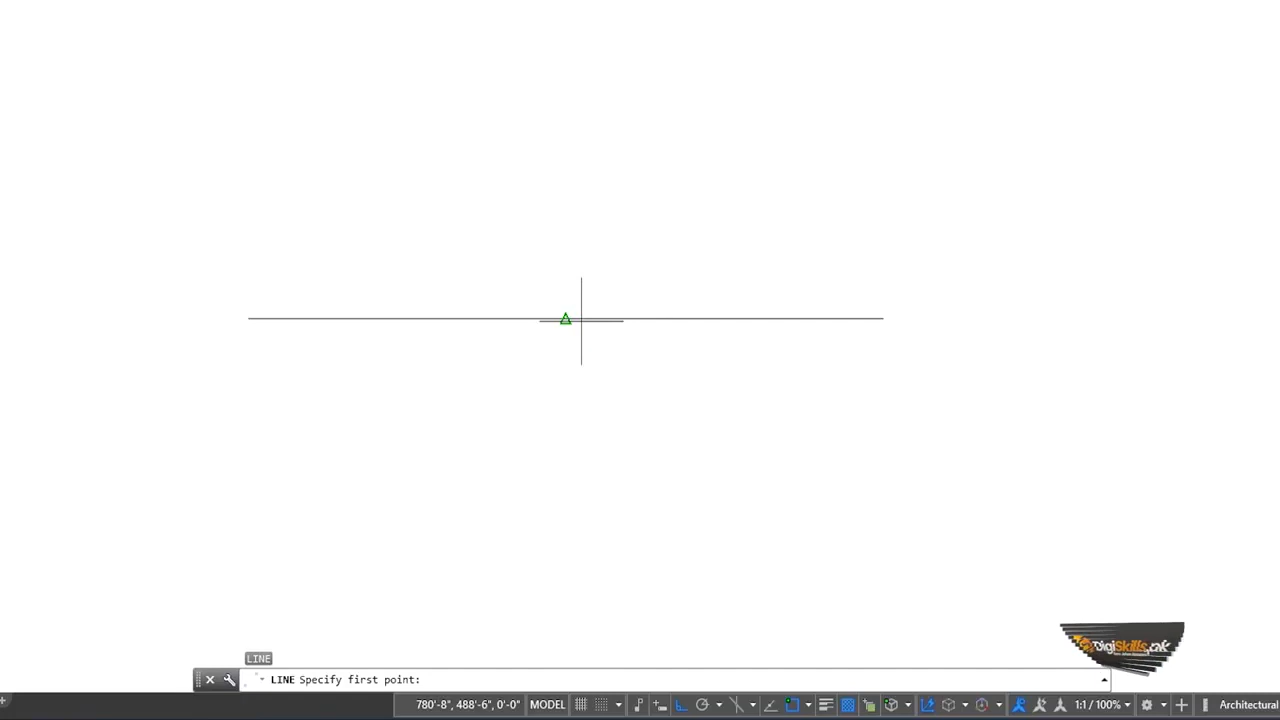 LINE
LINE Specify first point:
DigiSkills.pk
780'-8", 488'-6", 0'-0" MODEL 1:1 / 100% Architectural